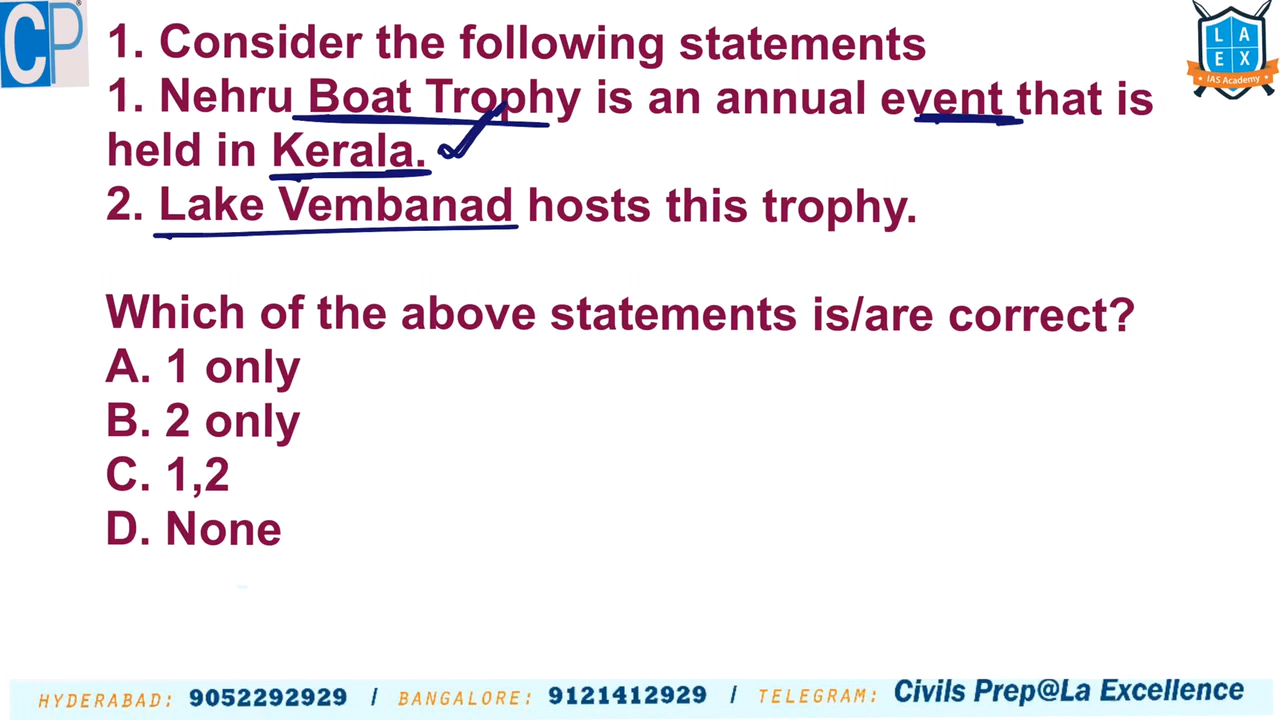 CP®
1. Consider the following statements
L A
E X
IAS Academy
1. Nehru Boat Trophy is an annual event that is
held in Kerala.
2. Lake Vembanad hosts this trophy.
Which of the above statements is/are correct?
A. 1 only
B. 2 only
C. 1,2
D. None
HYDERABAD: 9052292929 / BANGALORE: 9121412929 / TELEGRAM: Civils Prep@La Excellence